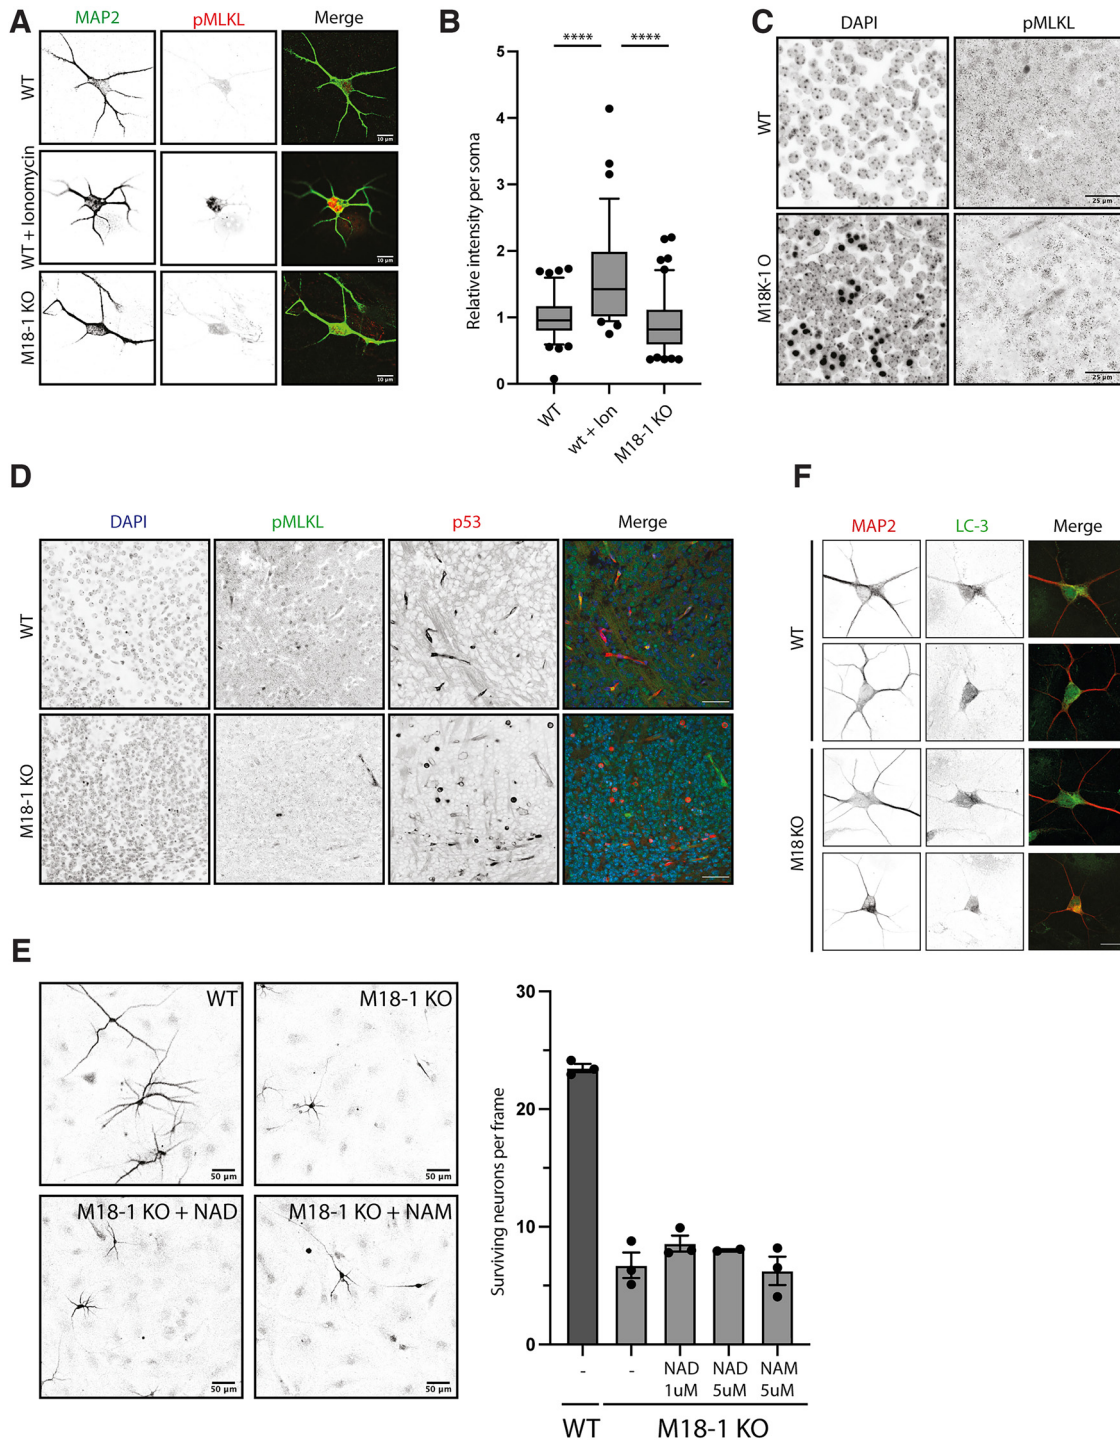 A
MAP2
pMLKL
Merge
WT
10 µm
WT + Ionomycin
10 µm
M18-1 KO
10 µm
B
****
****
Relative intensity per soma
5
4
3
2
1
0
WT
wt + Ion
M18-1 KO
C
DAPI
pMLKL
WT
25 µm
M18K-1 O
25 µm
D
DAPI
pMLKL
p53
Merge
WT
M18-1 KO
F
MAP2
LC-3
Merge
WT
M18 KO
E
WT
50 µm
M18-1 KO
50 µm
M18-1 KO + NAD
50 µm
M18-1 KO + NAM
50 µm
Surviving neurons per frame
30
20
10
0
-
-
NAD
1uM
NAD
5uM
NAM
5uM
WT
M18-1 KO